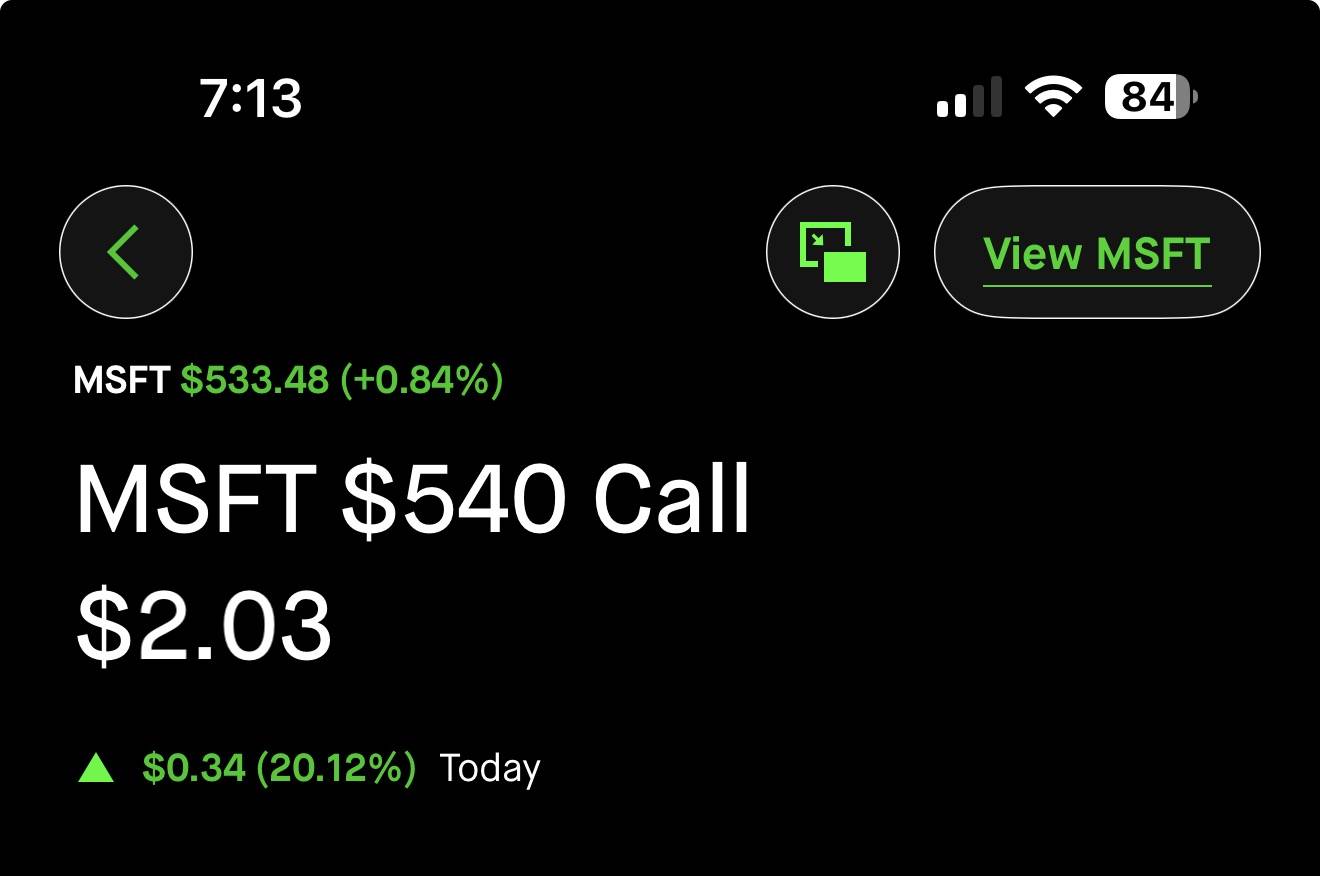 7:13 84
View MSFT
MSFT $533.48 (+0.84%)
MSFT $540 Call
$2.03
▲ $0.34 (20.12%) Today